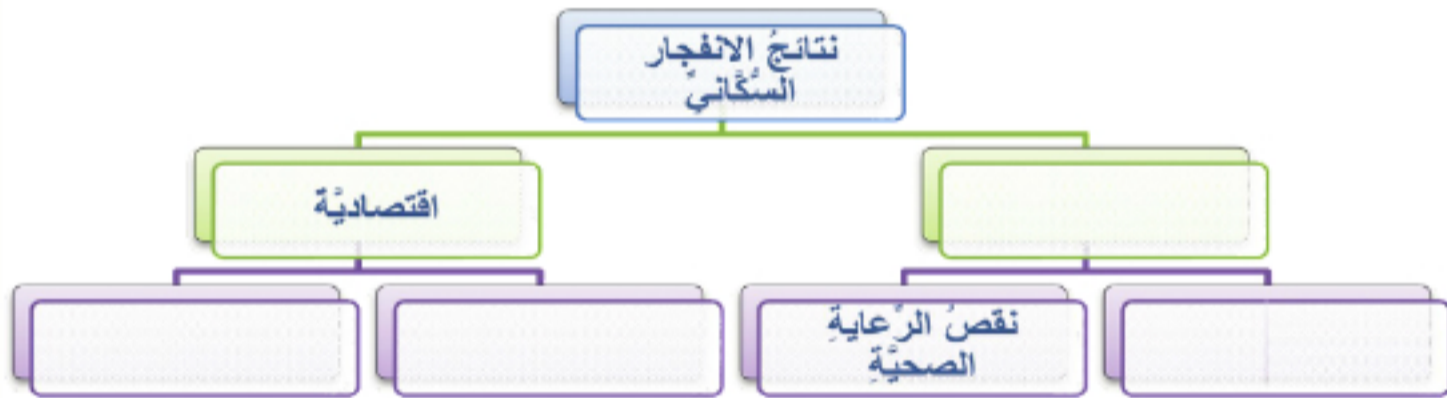 نتائجُ الانفجار
السُّكَّانيِّ
اقتصاديَّة
نقصُ الرِّعايةِ
الصحيَّةِ